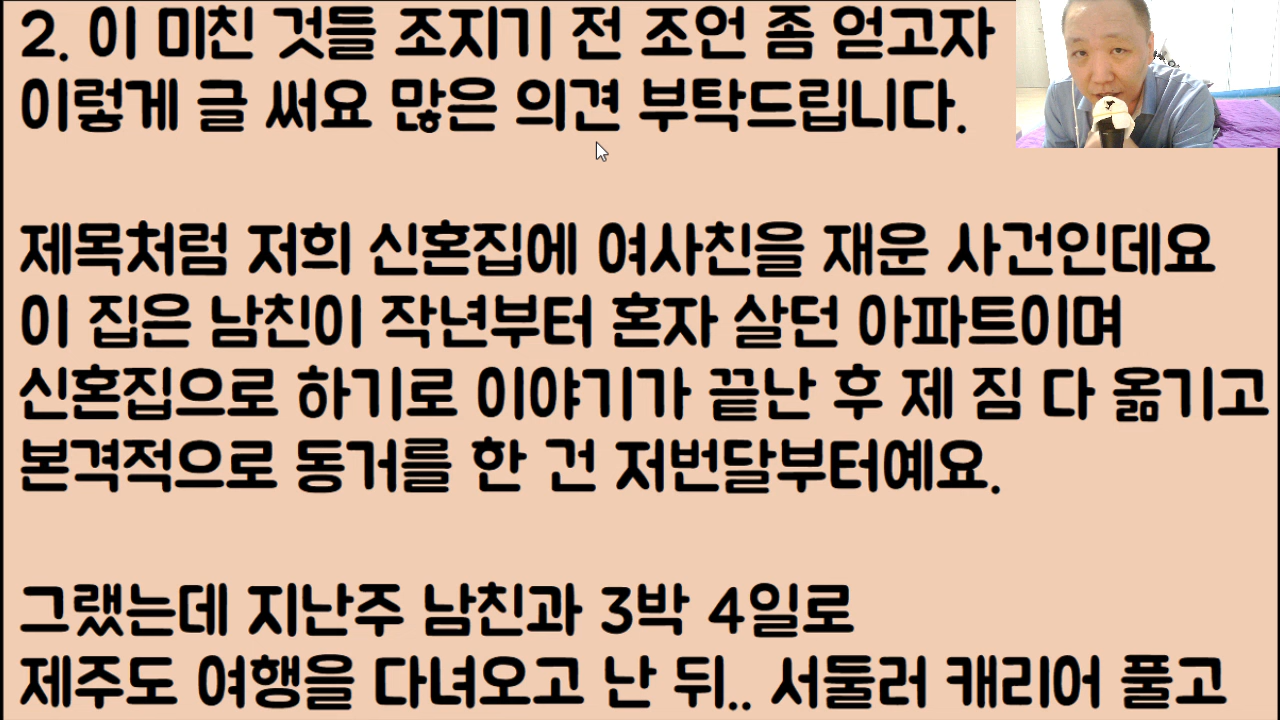 2. 이 미친 것들 조지기 전 조언 좀 얻고자
이렇게 글 써요 많은 의견 부탁드립니다.
제목처럼 저희 신혼집에 여사친을 재운 사건인데요
이 집은 남친이 작년부터 혼자 살던 아파트이며
신혼집으로 하기로 이야기가 끝난 후 제 짐 다 옮기고
본격적으로 동거를 한 건 저번달부터예요.
그랬는데 지난주 남친과 3박 4일로
제주도 여행을 다녀오고 난 뒤.. 서둘러 캐리어 풀고